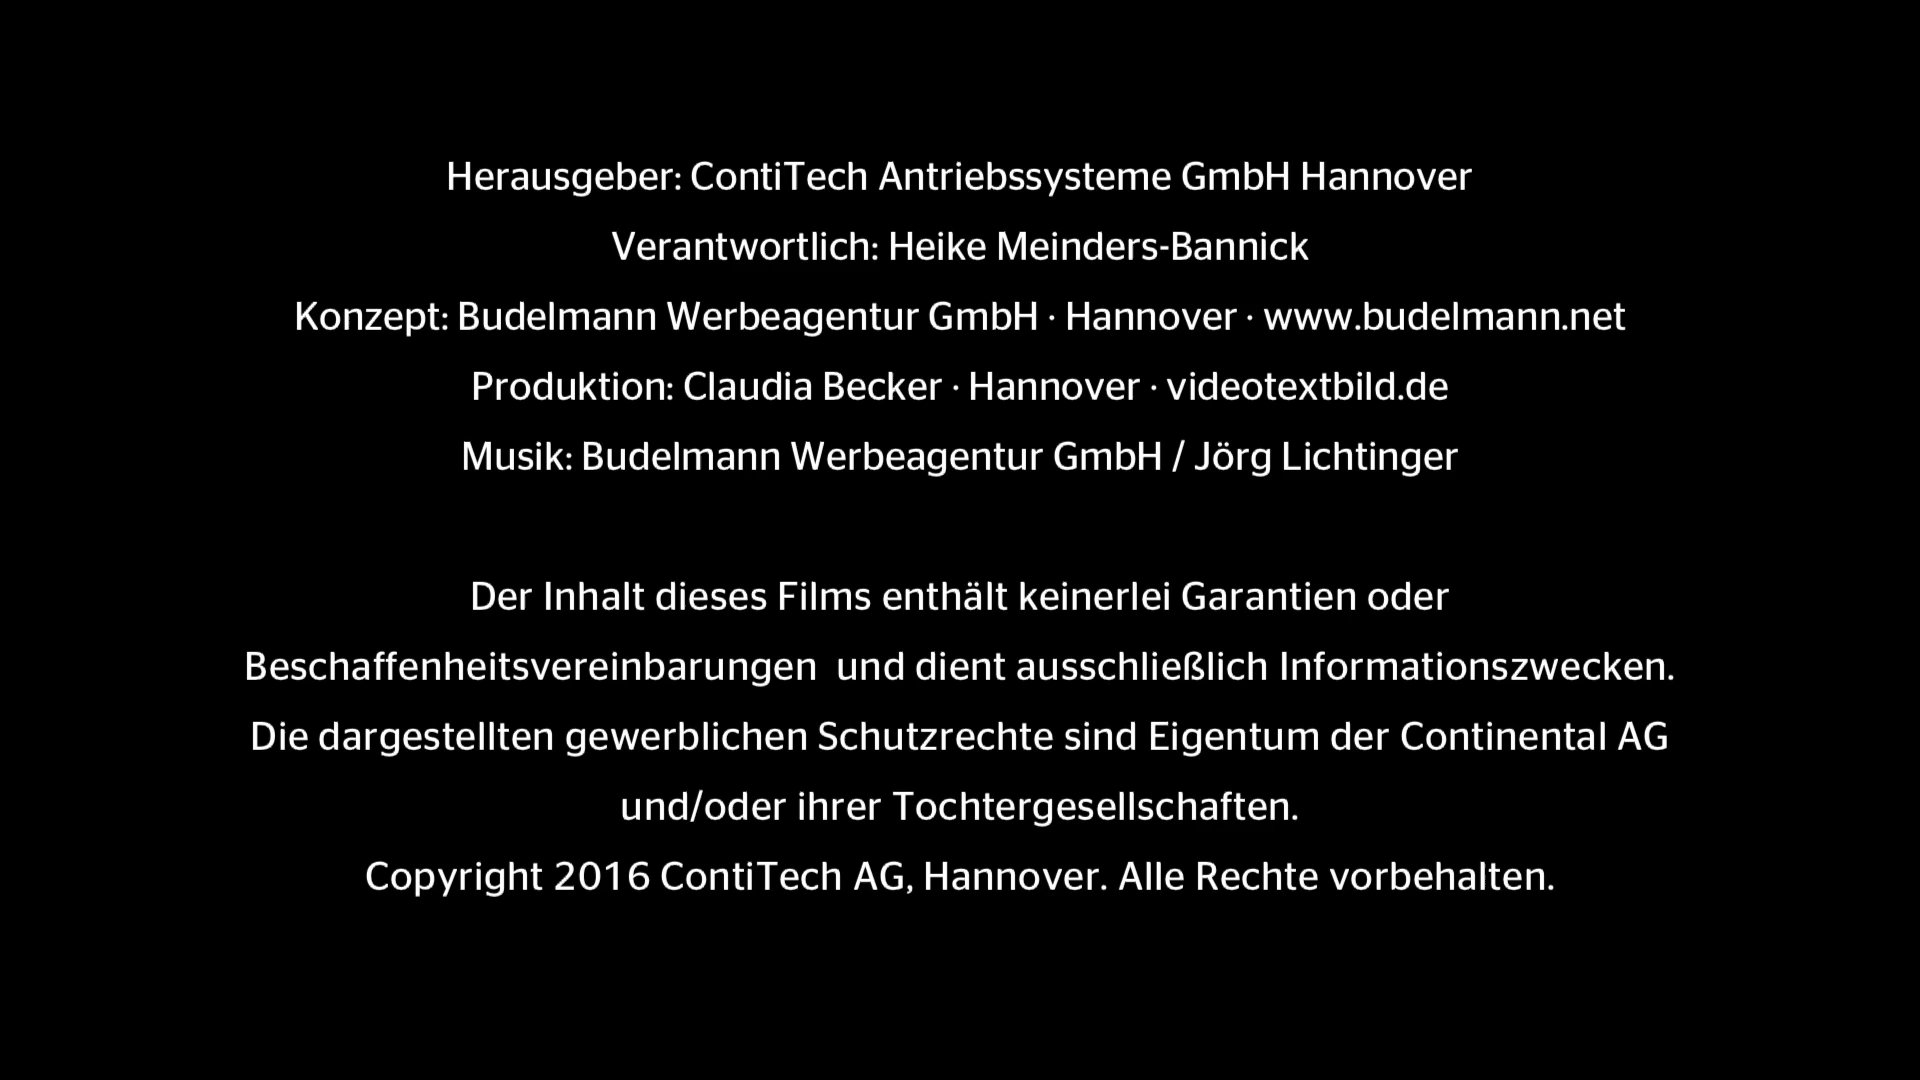 Herausgeber: ContiTech Antriebssysteme GmbH Hannover
Verantwortlich: Heike Meinders-Bannick
Konzept: Budelmann Werbeagentur GmbH · Hannover · www.budelmann.net
Produktion: Claudia Becker · Hannover · videotextbild.de
Musik: Budelmann Werbeagentur GmbH / Jörg Lichtinger
Der Inhalt dieses Films enthält keinerlei Garantien oder
Beschaffenheitsvereinbarungen  und dient ausschließlich Informationszwecken.
Die dargestellten gewerblichen Schutzrechte sind Eigentum der Continental AG
und/oder ihrer Tochtergesellschaften.
Copyright 2016 ContiTech AG, Hannover. Alle Rechte vorbehalten.